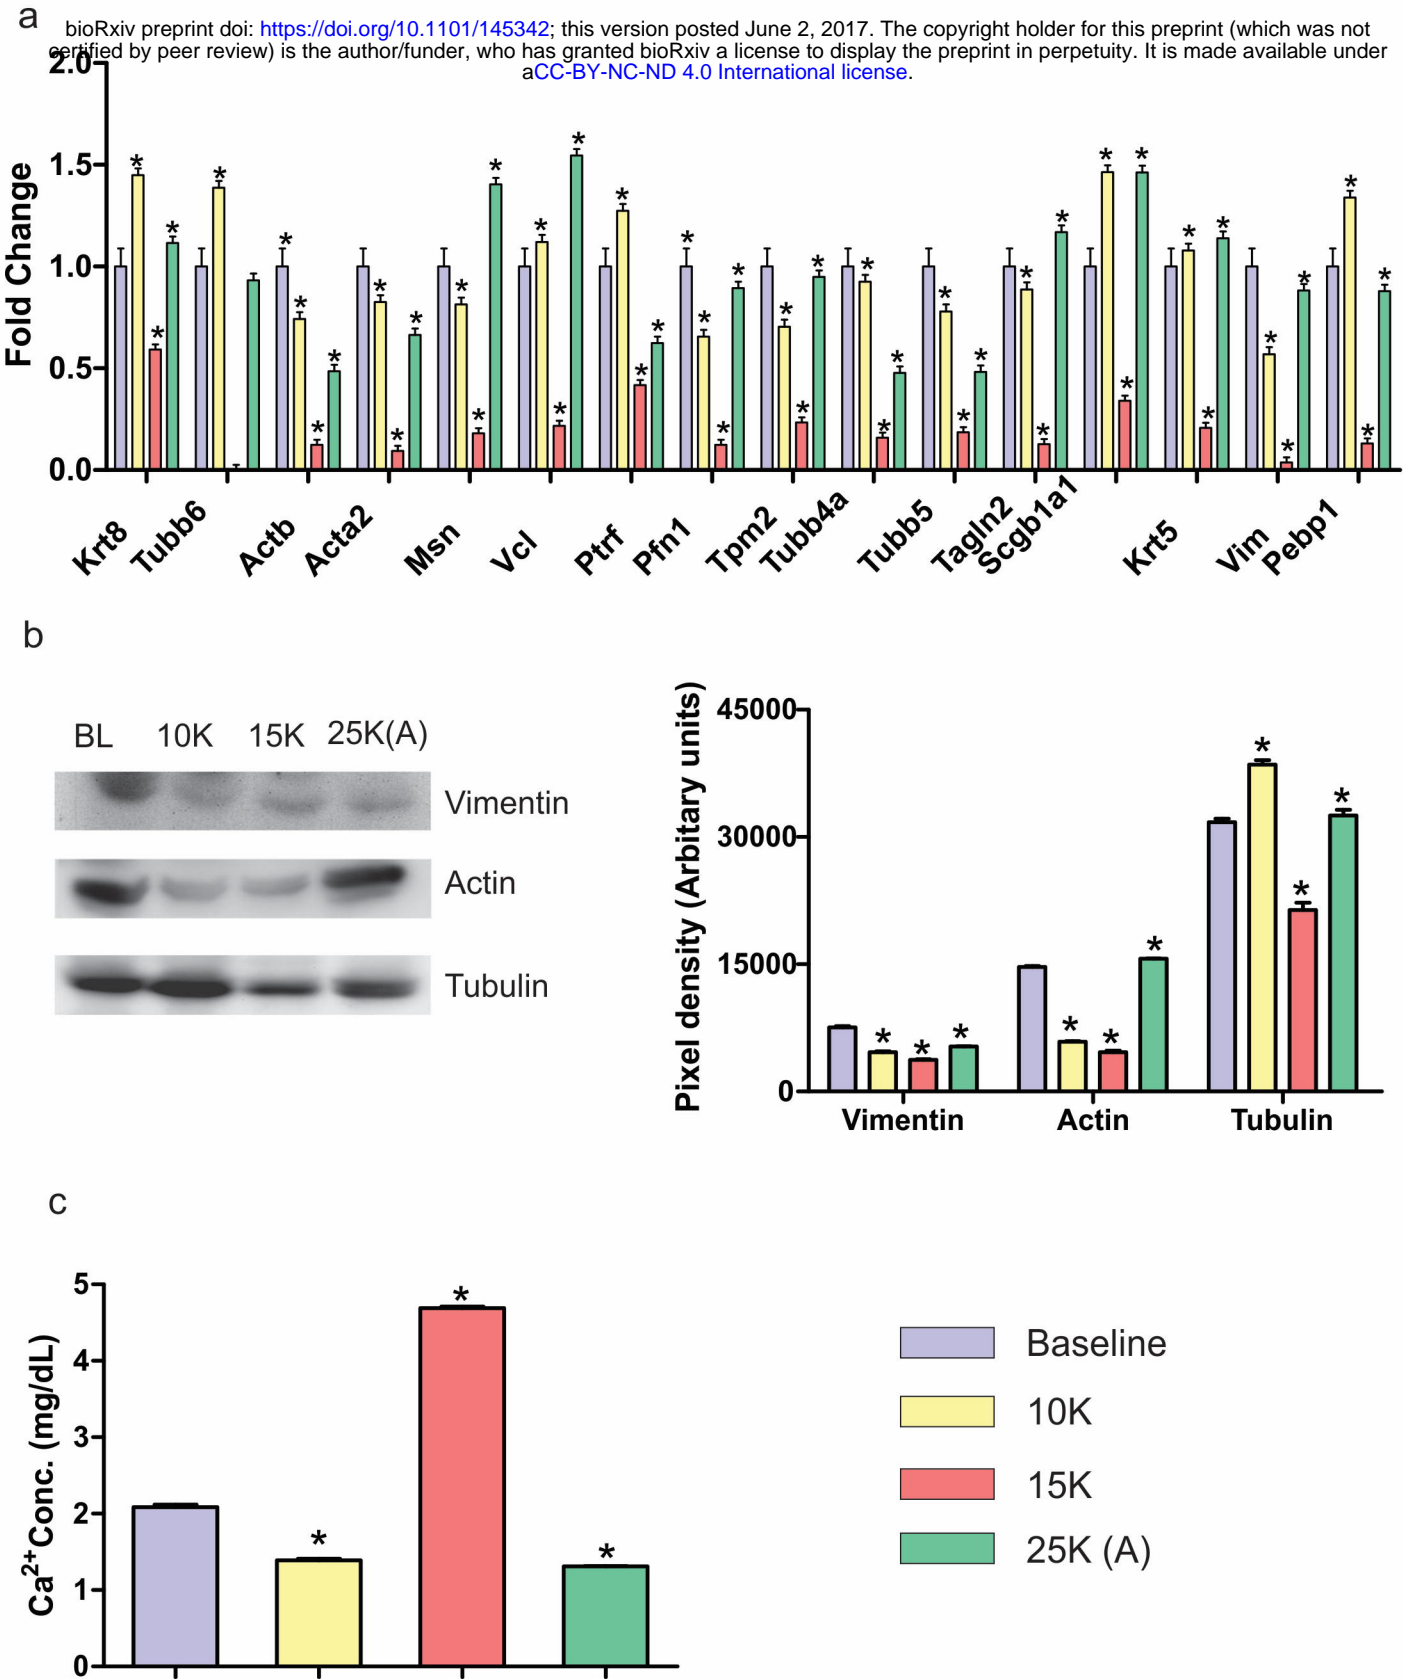 a
bioRxiv preprint doi: https://doi.org/10.1101/145342; this version posted June 2, 2017. The copyright holder for this preprint (which was not
certified by peer review) is the author/funder, who has granted bioRxiv a license to display the preprint in perpetuity. It is made available under
aCC-BY-NC-ND 4.0 International license.
Fold Change
2.0
1.5
1.0
0.5
0.0
* * * * * * * * * * * * * * * * * * * * * * * * * * * * * * * * * * * * * * * * * * * * * * * *
Krt8 Tubb6 Actb Acta2 Msn Vcl Ptrf Pfn1 Tpm2 Tubb4a Tubb5 Tagln2 Scgb1a1 Krt5 Vim Pebp1
b
BL 10K 15K 25K(A)
Vimentin
Actin
Tubulin
Pixel density (Arbitary units)
45000
30000
15000
0
* * * * * * * * *
Vimentin Actin Tubulin
c
Ca2+Conc. (mg/dL)
5
4
3
2
1
0
* * *
Baseline
10K
15K
25K (A)